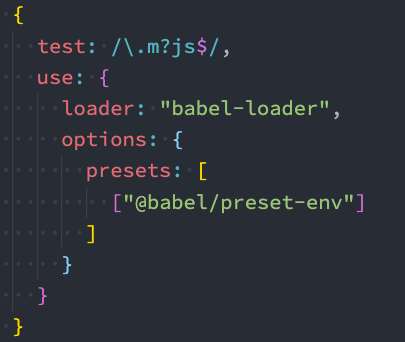 {
  test: /\.m?js$/,
  use: {
    loader: "babel-loader",
    options: {
      presets: [
        ["@babel/preset-env"]
      ]
    }
  }
}